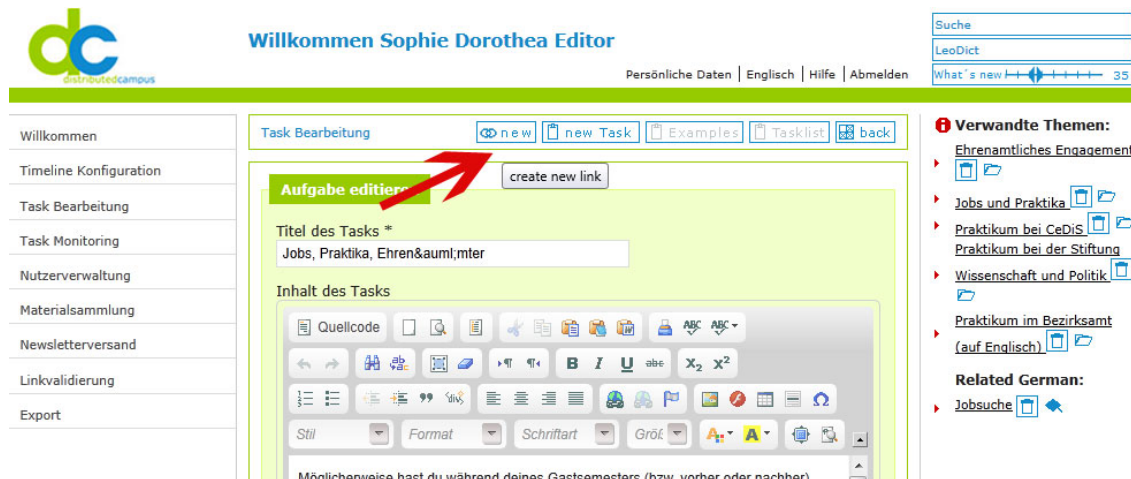 distributedcampus
Willkommen Sophie Dorothea Editor
Persönliche Daten | Englisch | Hilfe | Abmelden
Suche
LeoDict
What´s new 35
Willkommen
Timeline Konfiguration
Task Bearbeitung
Task Monitoring
Nutzerverwaltung
Materialsammlung
Newsletterversand
Linkvalidierung
Export
Task Bearbeitung
new
new Task
Examples
Tasklist
back
create new link
Aufgabe editieren
Titel des Tasks *
Jobs, Praktika, Ehren&auml;mter
Inhalt des Tasks
Quellcode
Stil
Format
Schriftart
Größ
Möglicherweise hast du während deines Gastsemesters (bzw. vorher oder nachher)
Verwandte Themen:
Ehrenamtliches Engagement
Jobs und Praktika
Praktikum bei CeDiS
Praktikum bei der Stiftung
Wissenschaft und Politik
Praktikum im Bezirksamt
(auf Englisch)
Related German:
Jobsuche